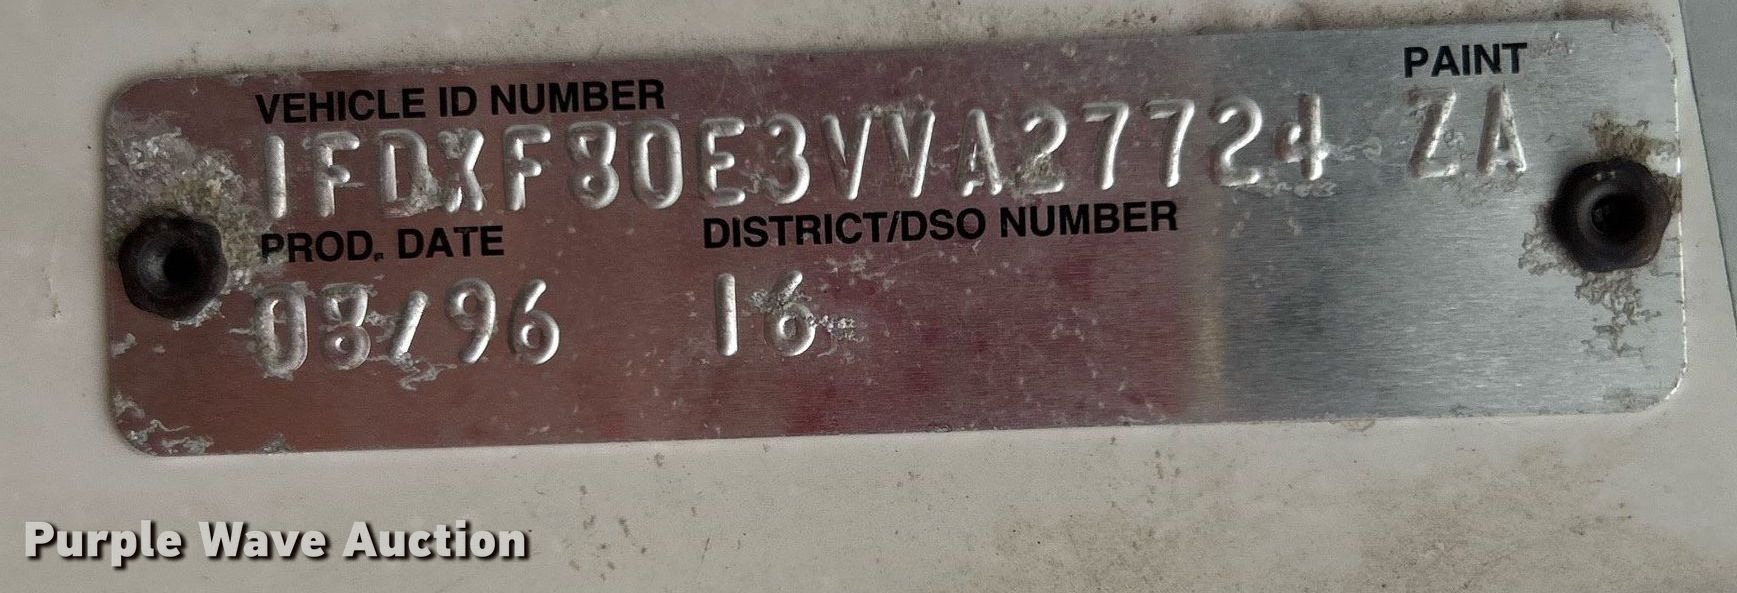 PAINT
VEHICLE ID NUMBER
1FDXF80E3VVA27724 ZA
PROD. DATE DISTRICT/DSO NUMBER
08/96 16
Purple Wave Auction